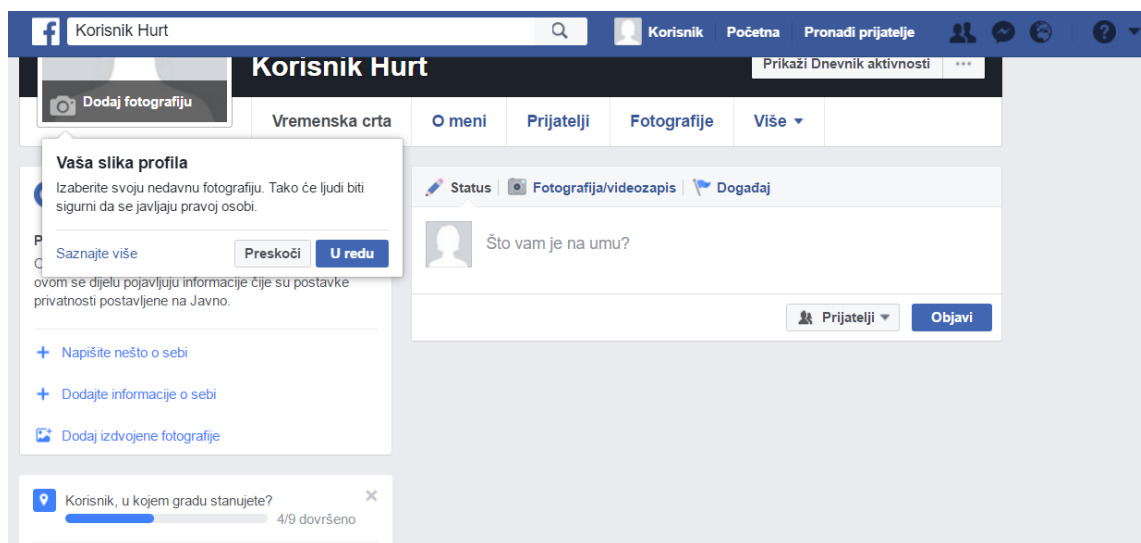 Korisnik Hurt
Korisnik Početna Pronađi prijatelje
Korisnik Hurt
Prikaži Dnevnik aktivnosti
Dodaj fotografiju
Vremenska crta O meni Prijatelji Fotografije Više
Vaša slika profila
Izaberite svoju nedavnu fotografiju. Tako će ljudi biti
sigurni da se javljaju pravoj osobi.
Saznajte više Preskoči U redu
ovom se dijelu pojavljuju informacije čije su postavke
privatnosti postavljene na Javno.
Napišite nešto o sebi
Dodajte informacije o sebi
Dodaj izdvojene fotografije
Korisnik, u kojem gradu stanujete?
4/9 dovršeno
Status Fotografija/videozapis Događaj
Što vam je na umu?
Prijatelji Objavi